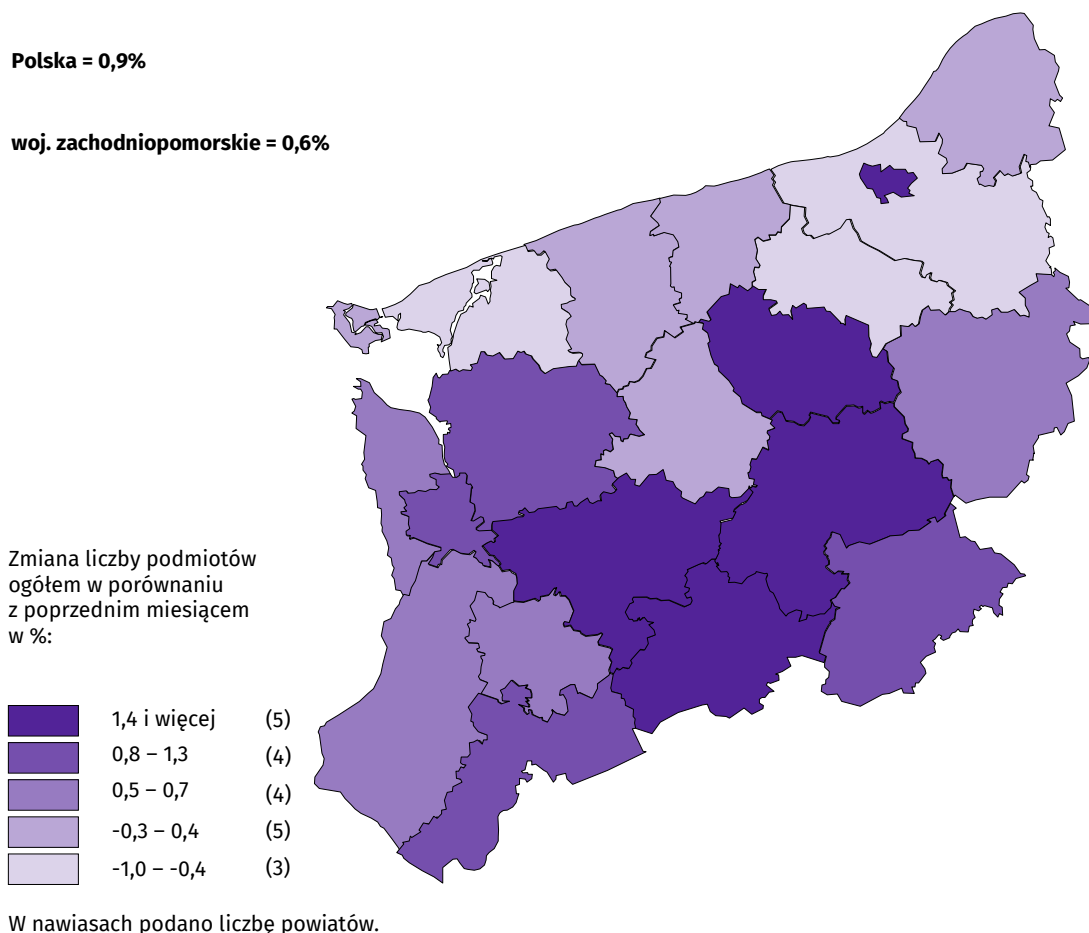 Polska = 0,9%
woj. zachodniopomorskie = 0,6%
Zmiana liczby podmiotów
ogółem w porównaniu
z poprzednim miesiącem
w %:
1,4 i więcej (5)
0,8 – 1,3 (4)
0,5 – 0,7 (4)
-0,3 – 0,4 (5)
-1,0 – -0,4 (3)
W nawiasach podano liczbę powiatów.